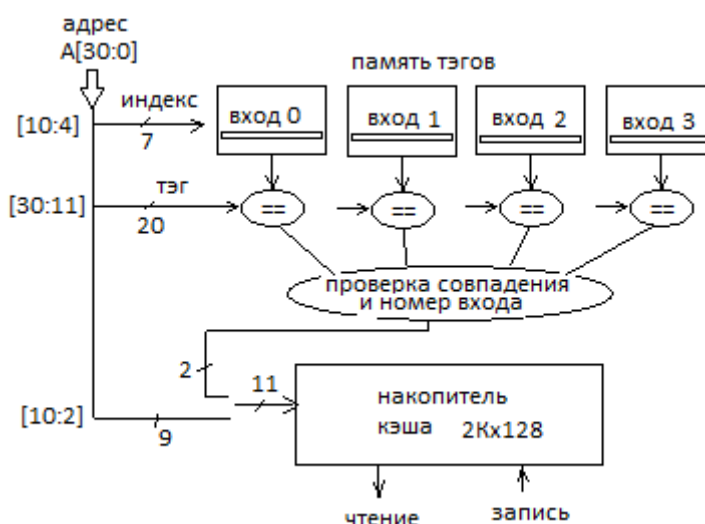 адрес
A[30:0]
память тэгов
индекс
[10:4]
7
вход 0
вход 1
вход 2
вход 3
тэг
[30:11]
20
==
==
==
==
проверка совпадения
и номер входа
2
11
накопитель
кэша 2Кх128
[10:2]
9
чтение
запись